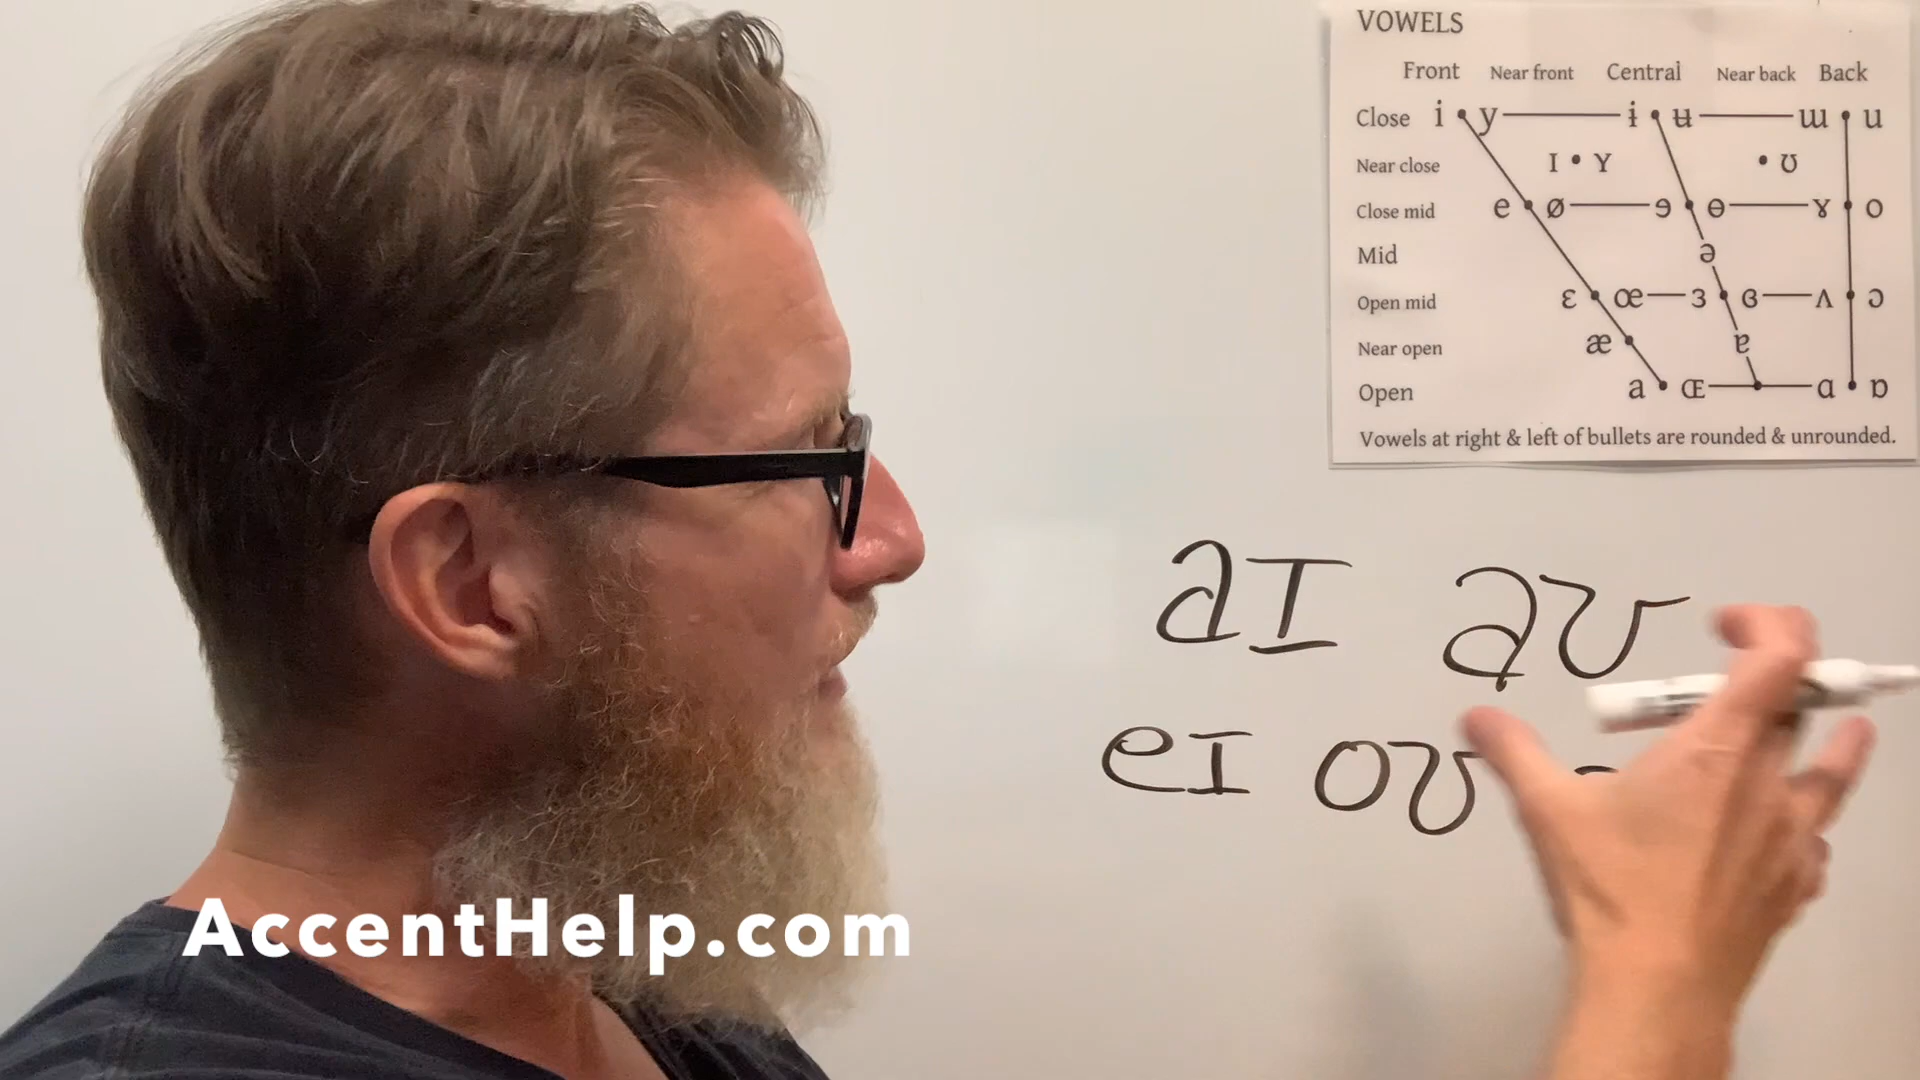 VOWELS
Front Near front Central Near back Back
Close i y ɨ ʉ ɯ u
Near close ɪ ʏ ʊ
Close mid e ø ɘ ɵ ɤ o
Mid ə
Open mid ɛ œ ɜ ɞ ʌ ɔ
Near open æ ɐ
Open a ɶ ɑ ɒ
Vowels at right & left of bullets are rounded & unrounded.
aɪ aʊ
eɪ oʊ
AccentHelp.com